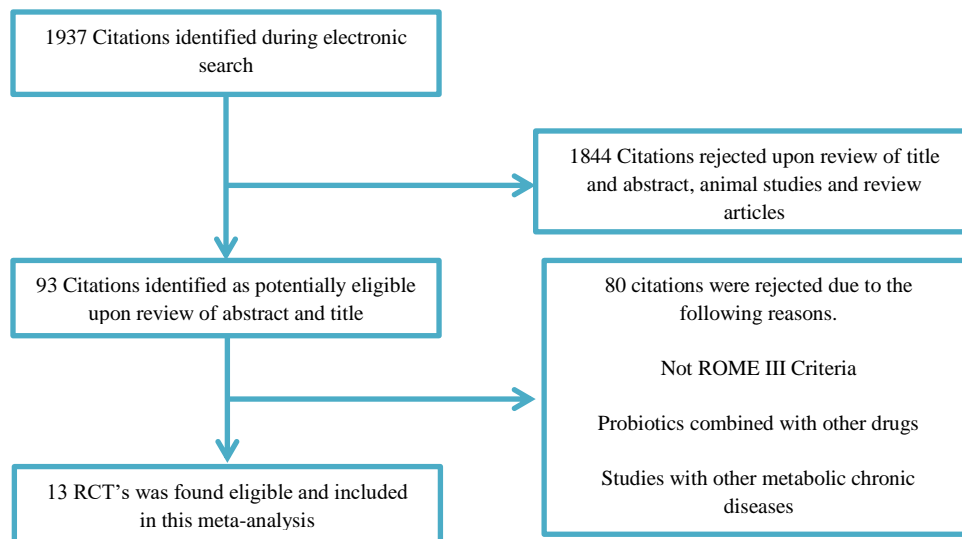 1937 Citations identified during electronic
search
1844 Citations rejected upon review of title
and abstract, animal studies and review
articles
93 Citations identified as potentially eligible
upon review of abstract and title
80 citations were rejected due to the
following reasons.
Not ROME III Criteria
Probiotics combined with other drugs
Studies with other metabolic chronic
diseases
13 RCT's was found eligible and included
in this meta-analysis